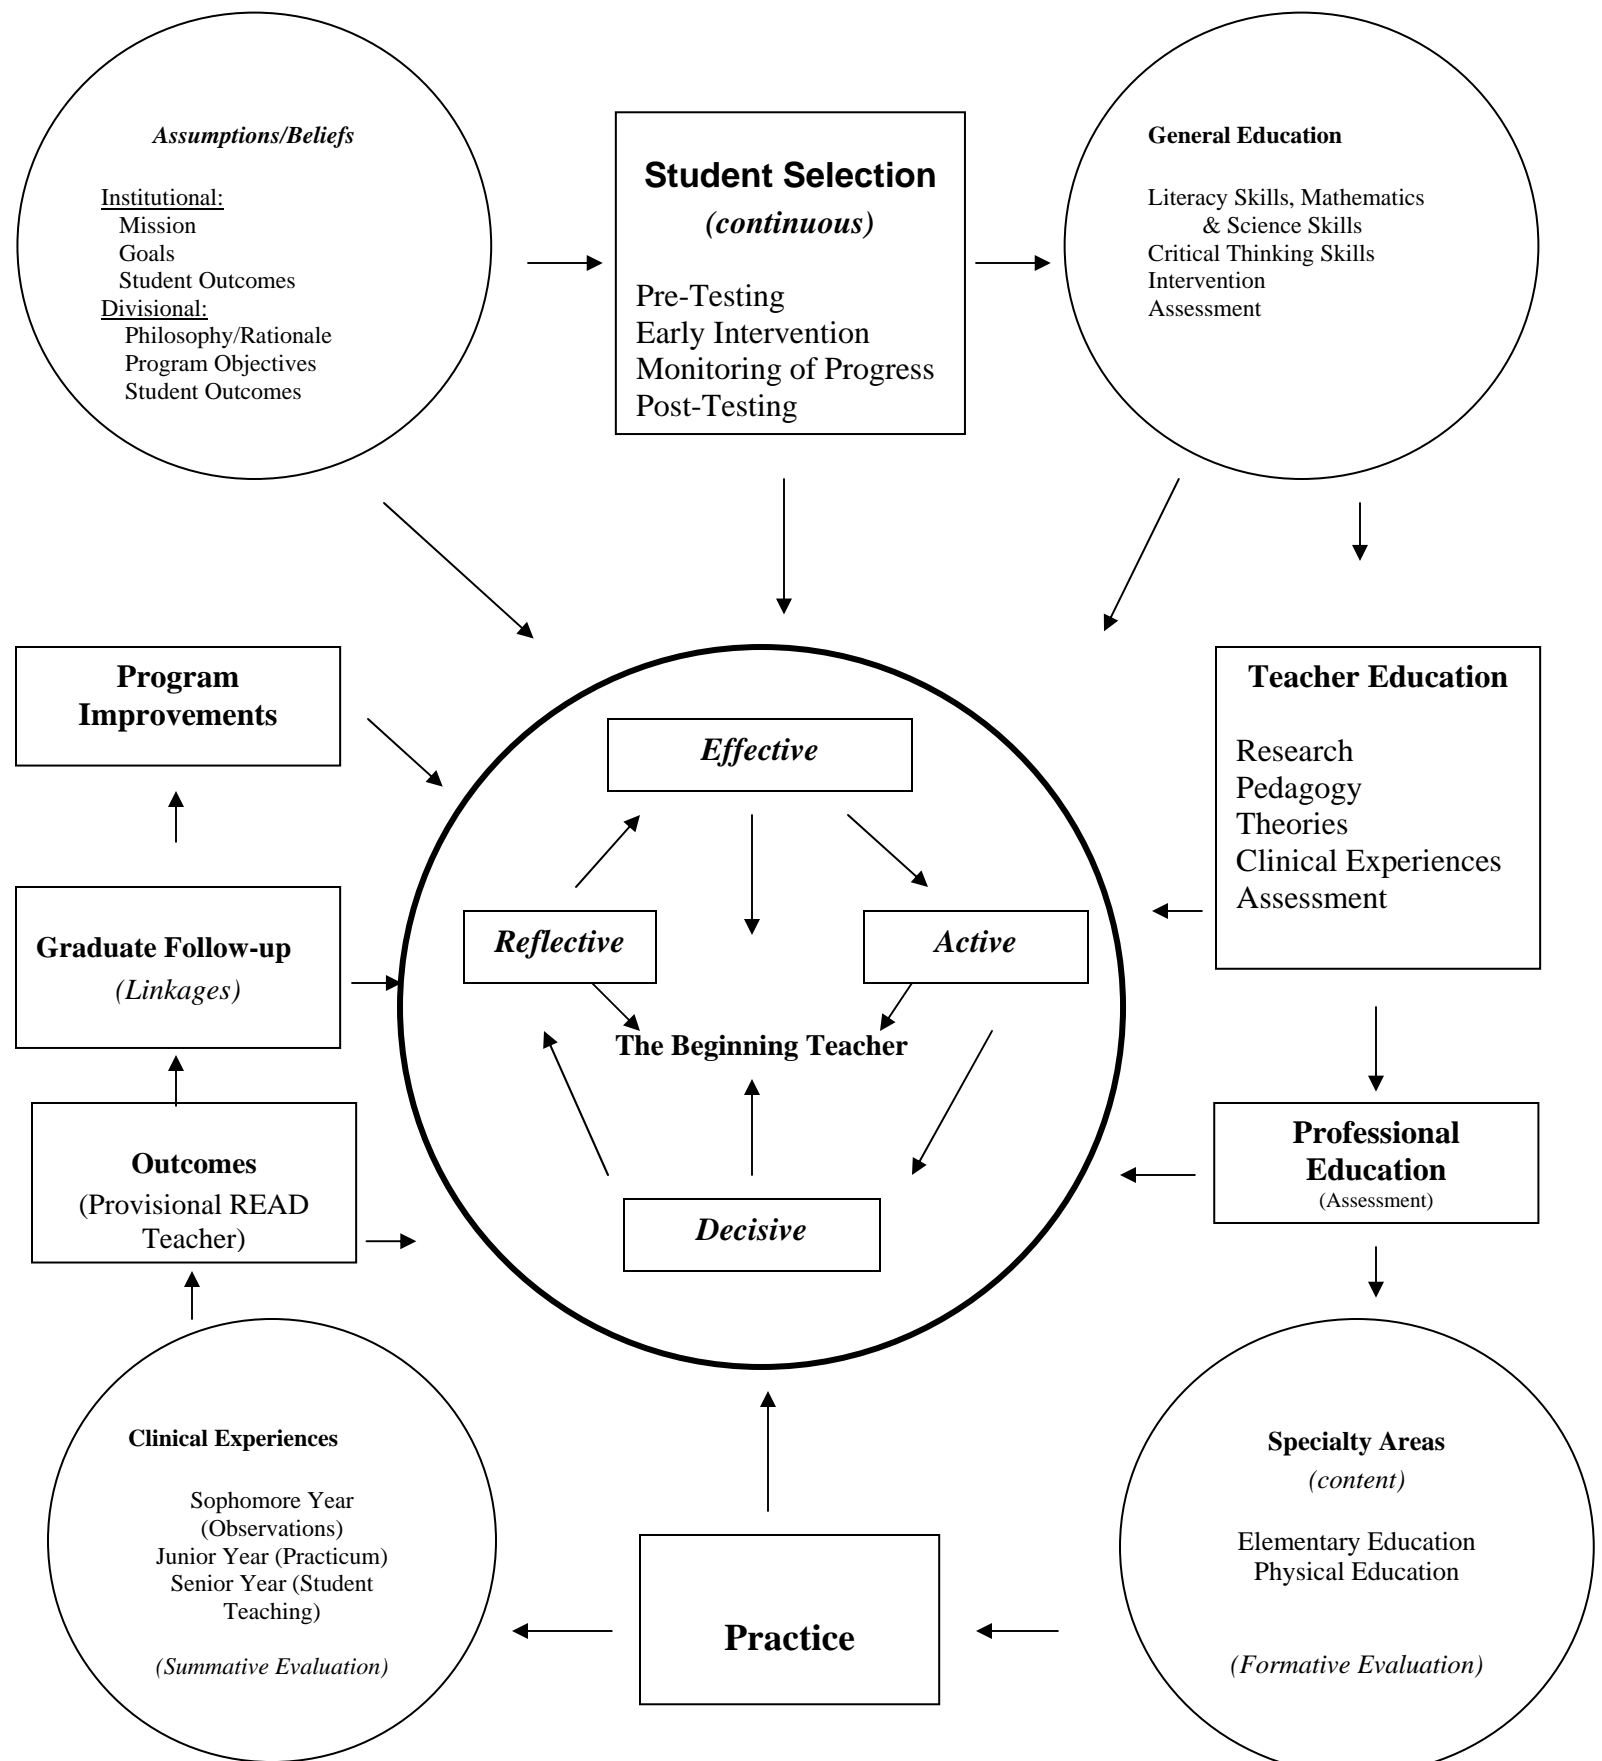 Assumptions/Beliefs
Institutional:
Mission
Goals
Student Outcomes
Divisional:
Philosophy/Rationale
Program Objectives
Student Outcomes
Student Selection
(continuous)
Pre-Testing
Early Intervention
Monitoring of Progress
Post-Testing
General Education
Literacy Skills, Mathematics
& Science Skills
Critical Thinking Skills
Intervention
Assessment
Program
Improvements
Effective
Teacher Education
Research
Pedagogy
Theories
Clinical Experiences
Assessment
Graduate Follow-up
(Linkages)
Reflective
Active
The Beginning Teacher
Decisive
Outcomes
(Provisional READ
Teacher)
Professional
Education
(Assessment)
Clinical Experiences
Sophomore Year
(Observations)
Junior Year (Practicum)
Senior Year (Student
Teaching)
(Summative Evaluation)
Practice
Specialty Areas
(content)
Elementary Education
Physical Education
(Formative Evaluation)